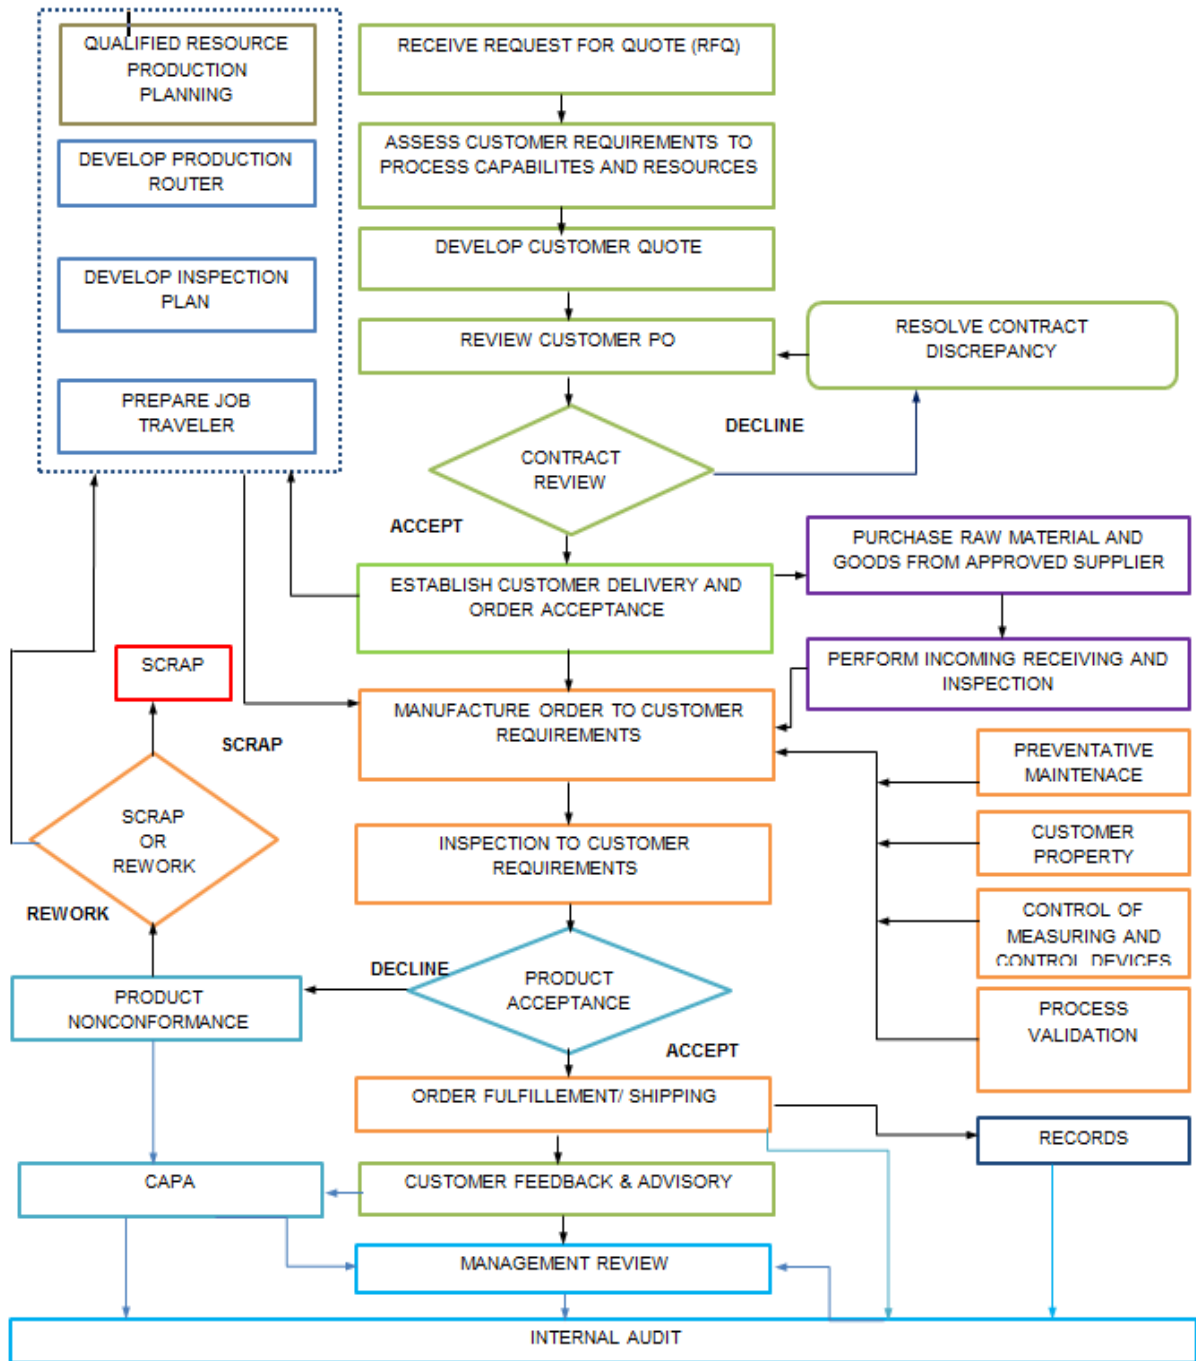 QUALIFIED RESOURCE
PRODUCTION
PLANNING
DEVELOP PRODUCTION
ROUTER
DEVELOP INSPECTION
PLAN
PREPARE JOB
TRAVELER
RECEIVE REQUEST FOR QUOTE (RFQ)
ASSESS CUSTOMER REQUIREMENTS TO
PROCESS CAPABILITES AND RESOURCES
DEVELOP CUSTOMER QUOTE
REVIEW CUSTOMER PO
RESOLVE CONTRACT
DISCREPANCY
DECLINE
CONTRACT
REVIEW
ACCEPT
PURCHASE RAW MATERIAL AND
GOODS FROM APPROVED SUPPLIER
ESTABLISH CUSTOMER DELIVERY AND
ORDER ACCEPTANCE
PERFORM INCOMING RECEIVING AND
INSPECTION
SCRAP
MANUFACTURE ORDER TO CUSTOMER
REQUIREMENTS
SCRAP
PREVENTATIVE
MAINTENACE
SCRAP
OR
REWORK
INSPECTION TO CUSTOMER
REQUIREMENTS
CUSTOMER
PROPERTY
REWORK
CONTROL OF
MEASURING AND
CONTROL DEVICES
DECLINE
PRODUCT
ACCEPTANCE
PRODUCT
NONCONFORMANCE
PROCESS
VALIDATION
ACCEPT
ORDER FULFILLEMENT/ SHIPPING
RECORDS
CAPA
CUSTOMER FEEDBACK & ADVISORY
MANAGEMENT REVIEW
INTERNAL AUDIT